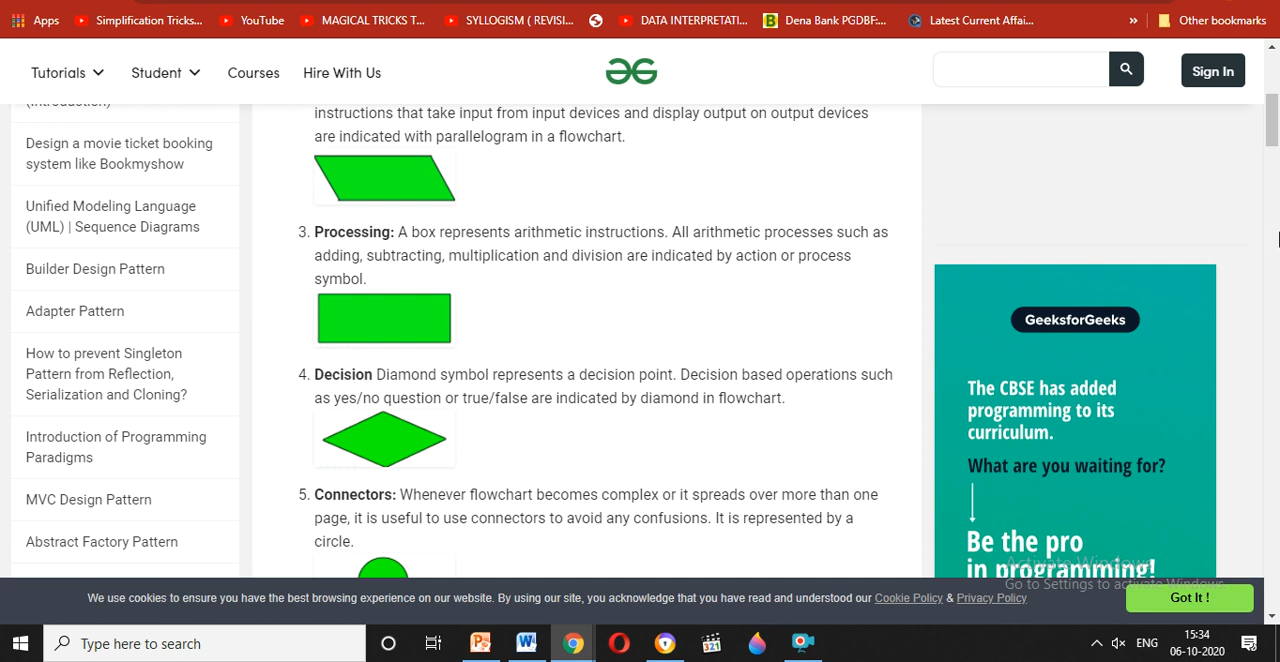 Apps
Simplification Tricks...
YouTube
MAGICAL TRICKS T...
SYLLOGISM ( REVISI...
DATA INTERPRETATI...
Dena Bank PGDBF:...
Latest Current Affai...
»
Other bookmarks
Tutorials
Student
Courses
Hire With Us
Sign In
(Introduction)
Design a movie ticket booking
system like Bookmyshow
Unified Modeling Language
(UML) | Sequence Diagrams
Builder Design Pattern
Adapter Pattern
How to prevent Singleton
Pattern from Reflection,
Serialization and Cloning?
Introduction of Programming
Paradigms
MVC Design Pattern
Abstract Factory Pattern
instructions that take input from input devices and display output on output devices
are indicated with parallelogram in a flowchart.
3. Processing: A box represents arithmetic instructions. All arithmetic processes such as
adding, subtracting, multiplication and division are indicated by action or process
symbol.
4. Decision Diamond symbol represents a decision point. Decision based operations such
as yes/no question or true/false are indicated by diamond in flowchart.
5. Connectors: Whenever flowchart becomes complex or it spreads over more than one
page, it is useful to use connectors to avoid any confusions. It is represented by a
circle.
GeeksforGeeks
The CBSE has added
programming to its
curriculum.
What are you waiting for?
Be the pro
in programming!
Activate Windows
Go to Settings to activate Windows.
We use cookies to ensure you have the best browsing experience on our website. By using our site, you acknowledge that you have read and understood our Cookie Policy & Privacy Policy
Got It !
Type here to search
321
ENG
15:34
06-10-2020